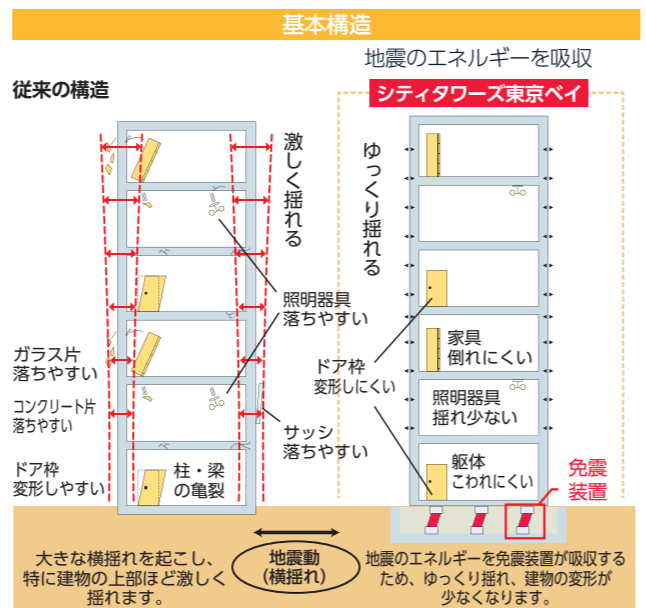 基本構造
地震のエネルギーを吸収
従来の構造
シティタワーズ東京ベイ
激しく揺れる
ゆっくり揺れる
照明器具
落ちやすい
ガラス片
落ちやすい
コンクリート片
落ちやすい
サッシ
落ちやすい
ドア枠
変形しやすい
柱・梁
の亀裂
ドア枠
変形しにくい
家具
倒れにくい
照明器具
揺れ少ない
躯体
こわれにくい
免震
装置
大きな横揺れを起こし、
特に建物の上部ほど激しく
揺れます。
地震動
(横揺れ)
地震のエネルギーを免震装置が吸収する
ため、ゆっくり揺れ、建物の変形が
少なくなります。